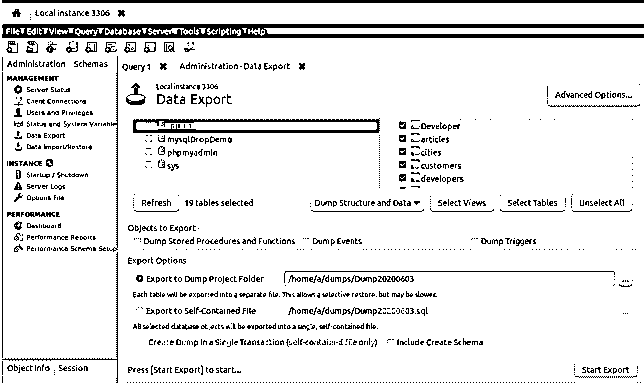 Local instance 3306
File Edit View Query Database Server Tools Scripting Help
Administration Schemas
Query 1 Administration - Data Export
MANAGEMENT
Server Status
Client Connections
Users and Privileges
Status and System Variable
Data Export
Data Import/Restore
INSTANCE
Startup / Shutdown
Server Logs
Options File
PERFORMANCE
Dashboard
Performance Reports
Performance Schema Setup
Local instance 3306
Data Export
Advanced Options...
mysqlDropDemo
phpmyadmin
sys
Developer
articles
cities
customers
developers
Refresh 19 tables selected Dump Structure and Data Select Views Select Tables Unselect All
Objects to Export
Dump Stored Procedures and Functions Dump Events Dump Triggers
Export Options
Export to Dump Project Folder /home/a/dumps/Dump20200603 ...
Each table will be exported into a separate file. This allows a selective restore, but may be slower.
Export to Self-Contained File /home/a/dumps/Dump20200603.sql ...
All selected database objects will be exported into a single, self-contained file.
Create Dump in a Single Transaction (self-contained file only) Include Create Schema
Object Info Session
Press [Start Export] to start... Start Export